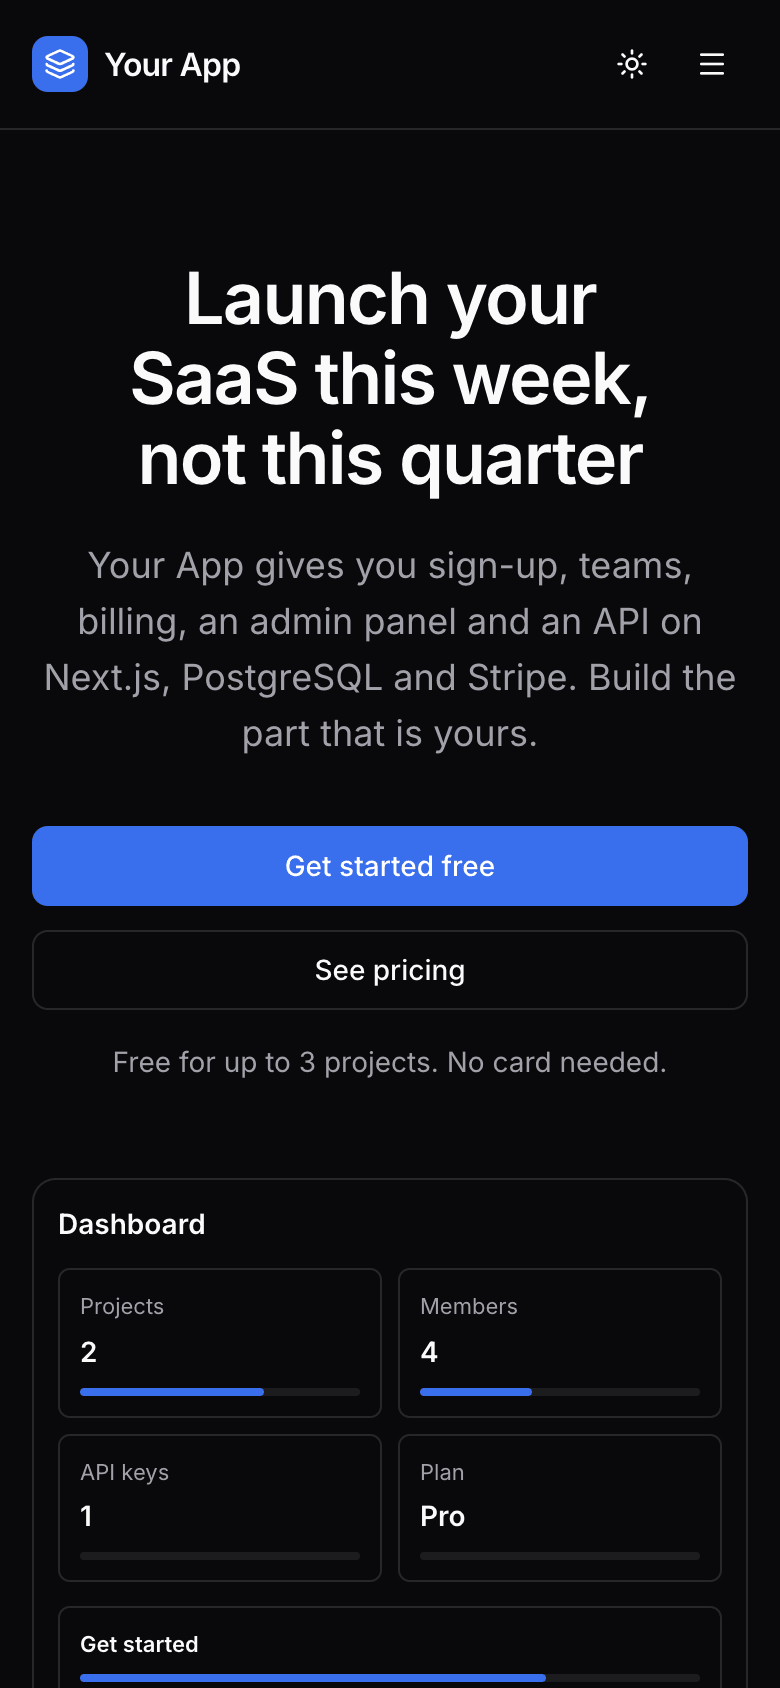 Your App
Launch your
SaaS this week,
not this quarter
Your App gives you sign-up, teams,
billing, an admin panel and an API on
Next.js, PostgreSQL and Stripe. Build the
part that is yours.
Get started free
See pricing
Free for up to 3 projects. No card needed.
Dashboard
Projects
2
Members
4
API keys
1
Plan
Pro
Get started